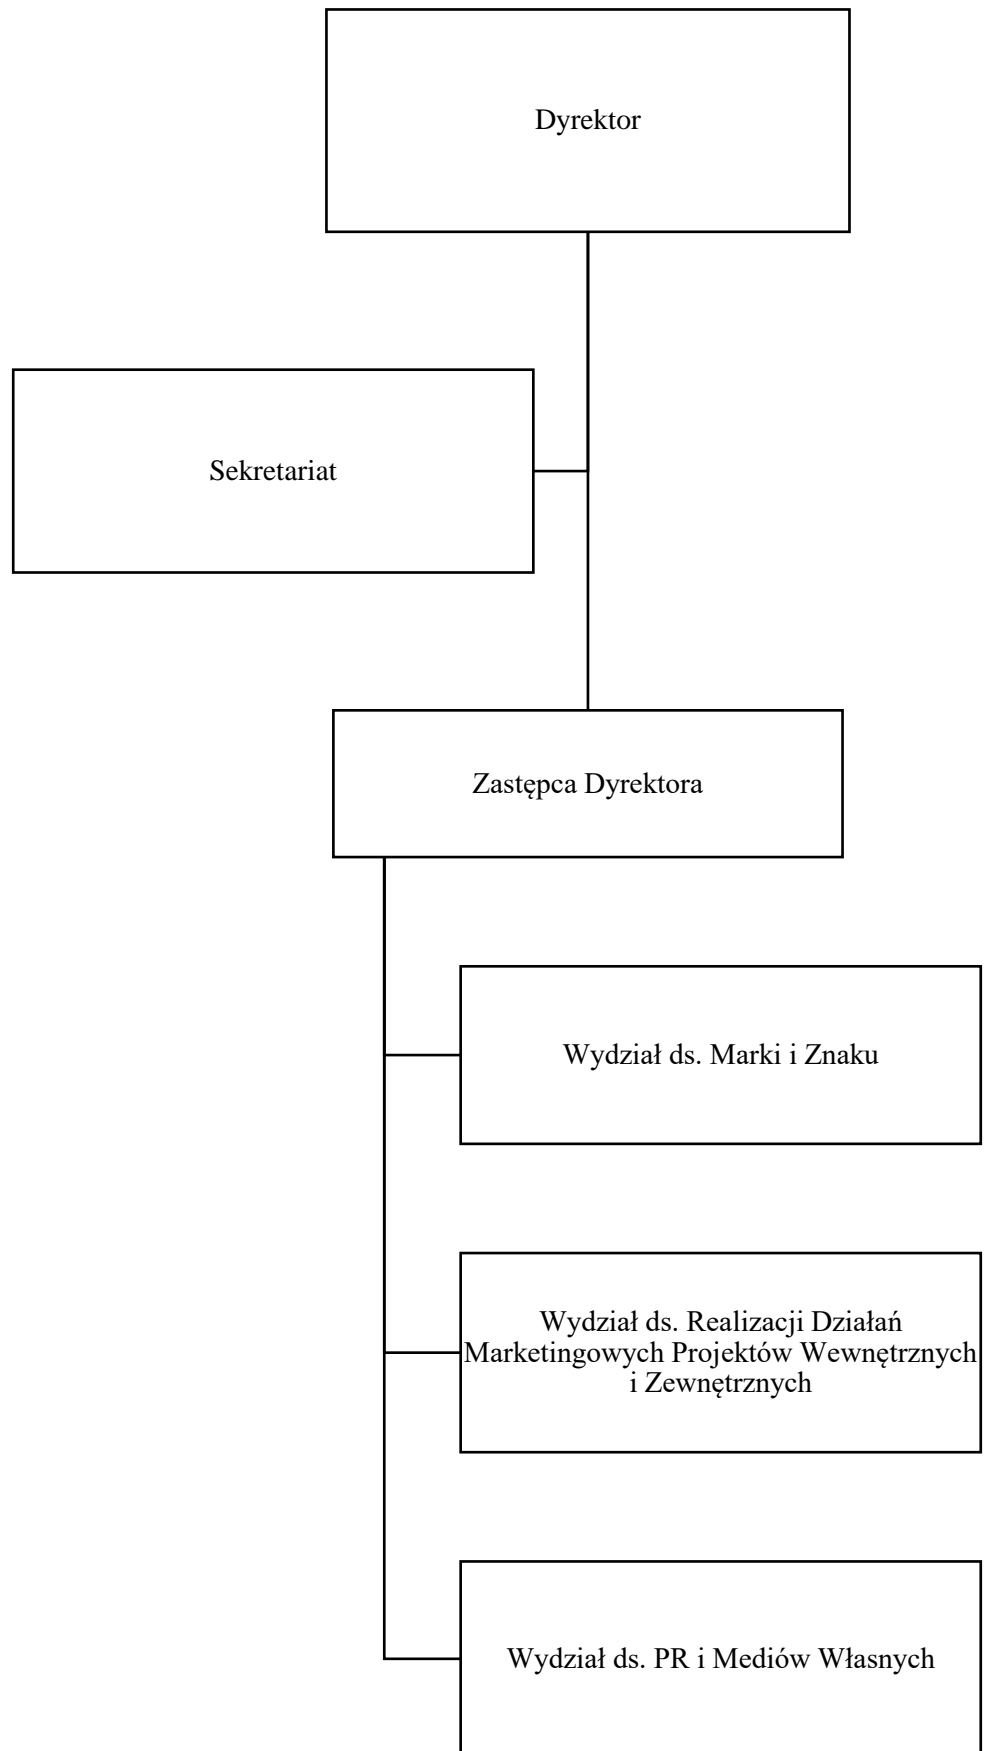 Dyrektor
Sekretariat
Zastępca Dyrektora
Wydział ds. Marki i Znaku
Wydział ds. Realizacji Działań
Marketingowych Projektów Wewnętrznych
i Zewnętrznych
Wydział ds. PR i Mediów Własnych